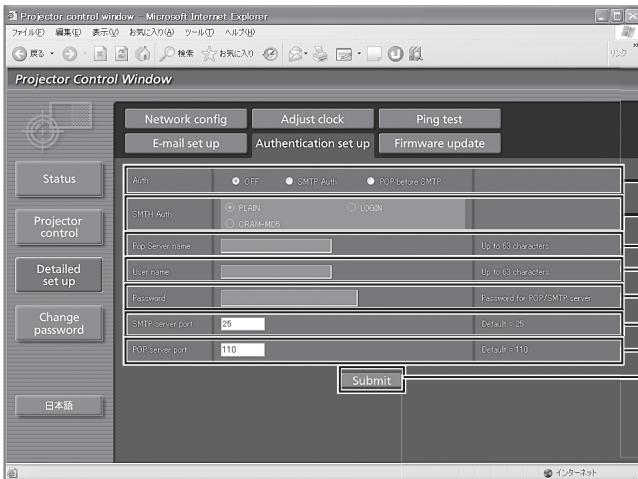 Projector control window - Microsoft Internet Explorer
ファイル(F) 編集(E) 表示(V) お気に入り(A) ツール(T) ヘルプ(H)
戻る 検索 お気に入り リンク »
Projector Control Window
Network config Adjust clock Ping test
E-mail set up Authentication set up Firmware update
Status
Projector
control
Detailed
set up
Change
password
日本語
Auth OFF SMTP Auth POP before SMTP
SMTH Auth PLAIN LOGIN
CRAM-MD5
Pop Server name Up to 63 characters
User name Up to 63 characters
Password Password for POP/SMTP server
SMTP server port 25 Default = 25
POP server port 110 Default = 110
Submit
インターネット